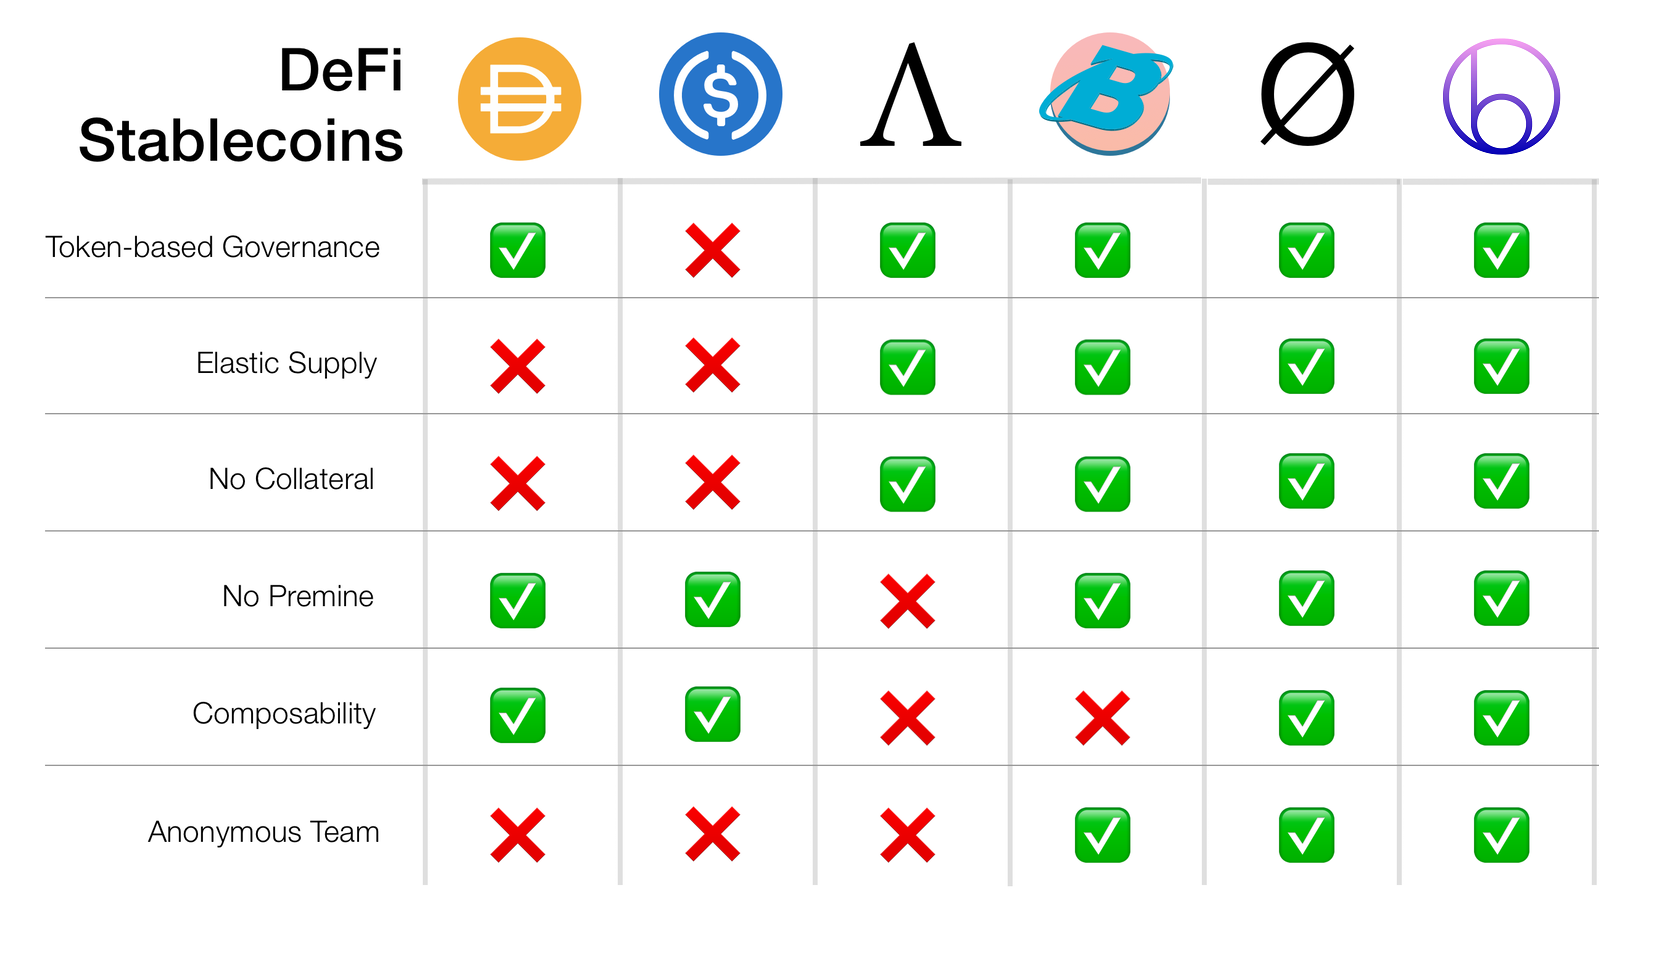 DeFi
Stablecoins
Token-based Governance
Elastic Supply
No Collateral
No Premine
Composability
Anonymous Team